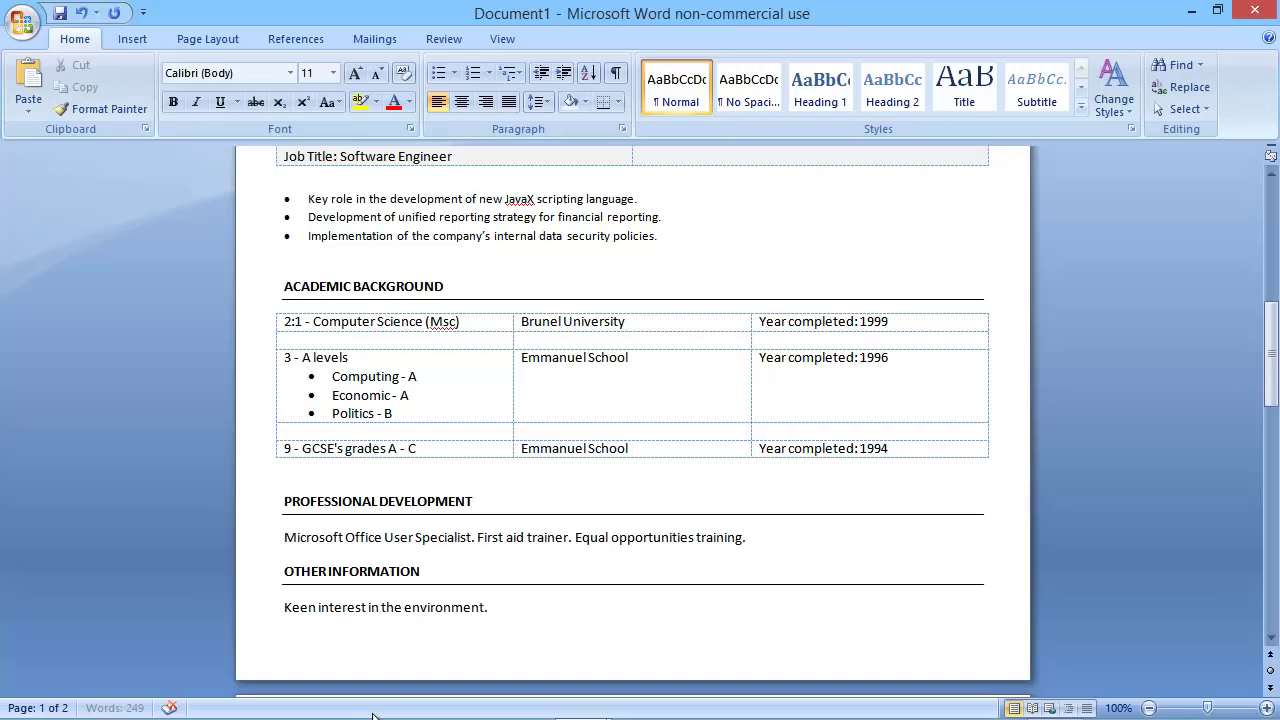 Document1 - Microsoft Word non-commercial use
Home Insert Page Layout References Mailings Review View
Paste
Cut
Copy
Format Painter
Clipboard
Calibri (Body) 11
Font
Paragraph
AaBbCcDc AaBbCcDc AaBbC AaBbCc AaB AaBbCc.
¶ Normal ¶ No Spaci... Heading 1 Heading 2 Title Subtitle
Change
Styles
Styles
Find
Replace
Select
Editing
Job Title: Software Engineer
• Key role in the development of new JavaX scripting language.
• Development of unified reporting strategy for financial reporting.
• Implementation of the company's internal data security policies.
ACADEMIC BACKGROUND
2:1 - Computer Science (Msc) Brunel University Year completed: 1999
3 - A levels Emmanuel School Year completed: 1996
• Computing - A
• Economic - A
• Politics - B
9 - GCSE's grades A - C Emmanuel School Year completed: 1994
PROFESSIONAL DEVELOPMENT
Microsoft Office User Specialist. First aid trainer. Equal opportunities training.
OTHER INFORMATION
Keen interest in the environment.
Page: 1 of 2 Words: 249 100%